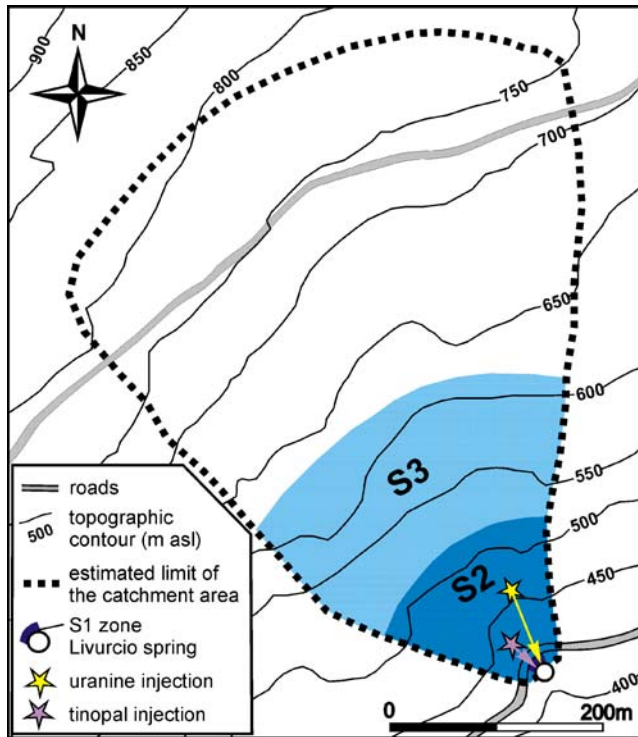 900
850
800
750
700
650
600
550
500
450
400
N
S3
S2
roads
500
topographic
contour (m asl)
estimated limit of
the catchment area
S1 zone
Livurcio spring
uranine injection
tinopal injection
0
200m